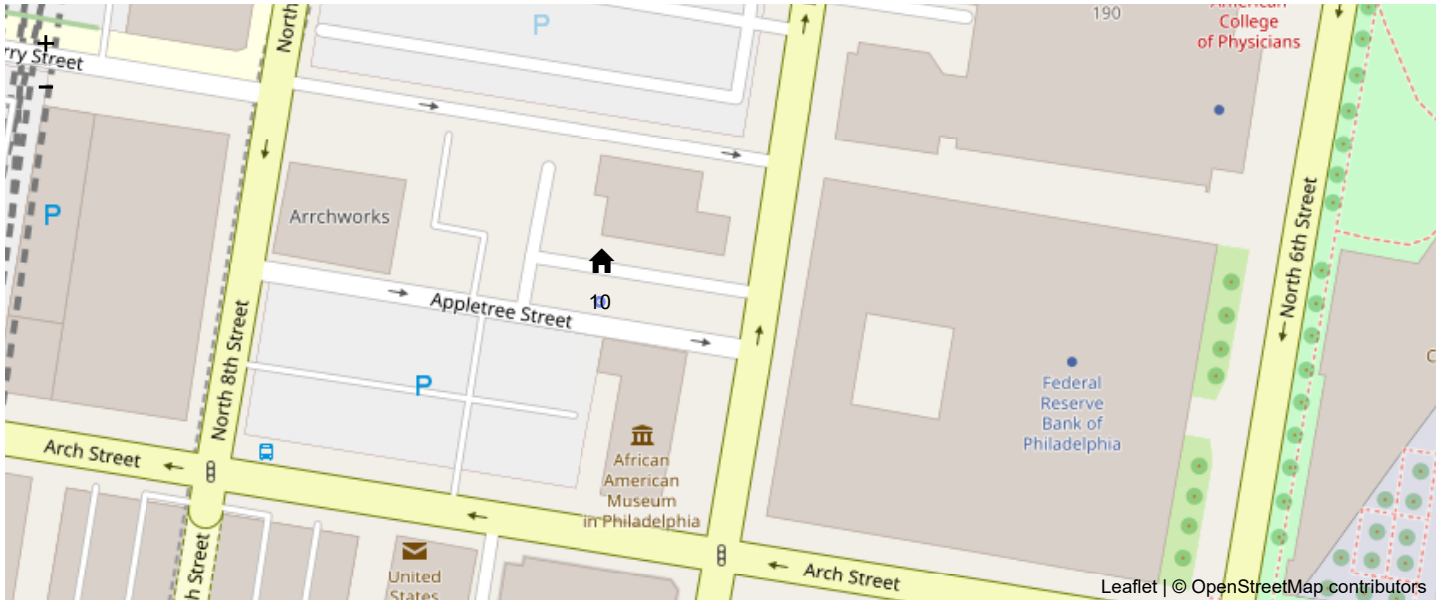 190
American
College
of Physicians
North
rry Street
+
−
P
P
Arrchworks
North 6th Street
10
Appletree Street
North 8th Street
P
Federal
Reserve
Bank of
Philadelphia
C
Arch Street
African
American
Museum
in Philadelphia
h Street
United
States
Arch Street
Leaflet | © OpenStreetMap contributors